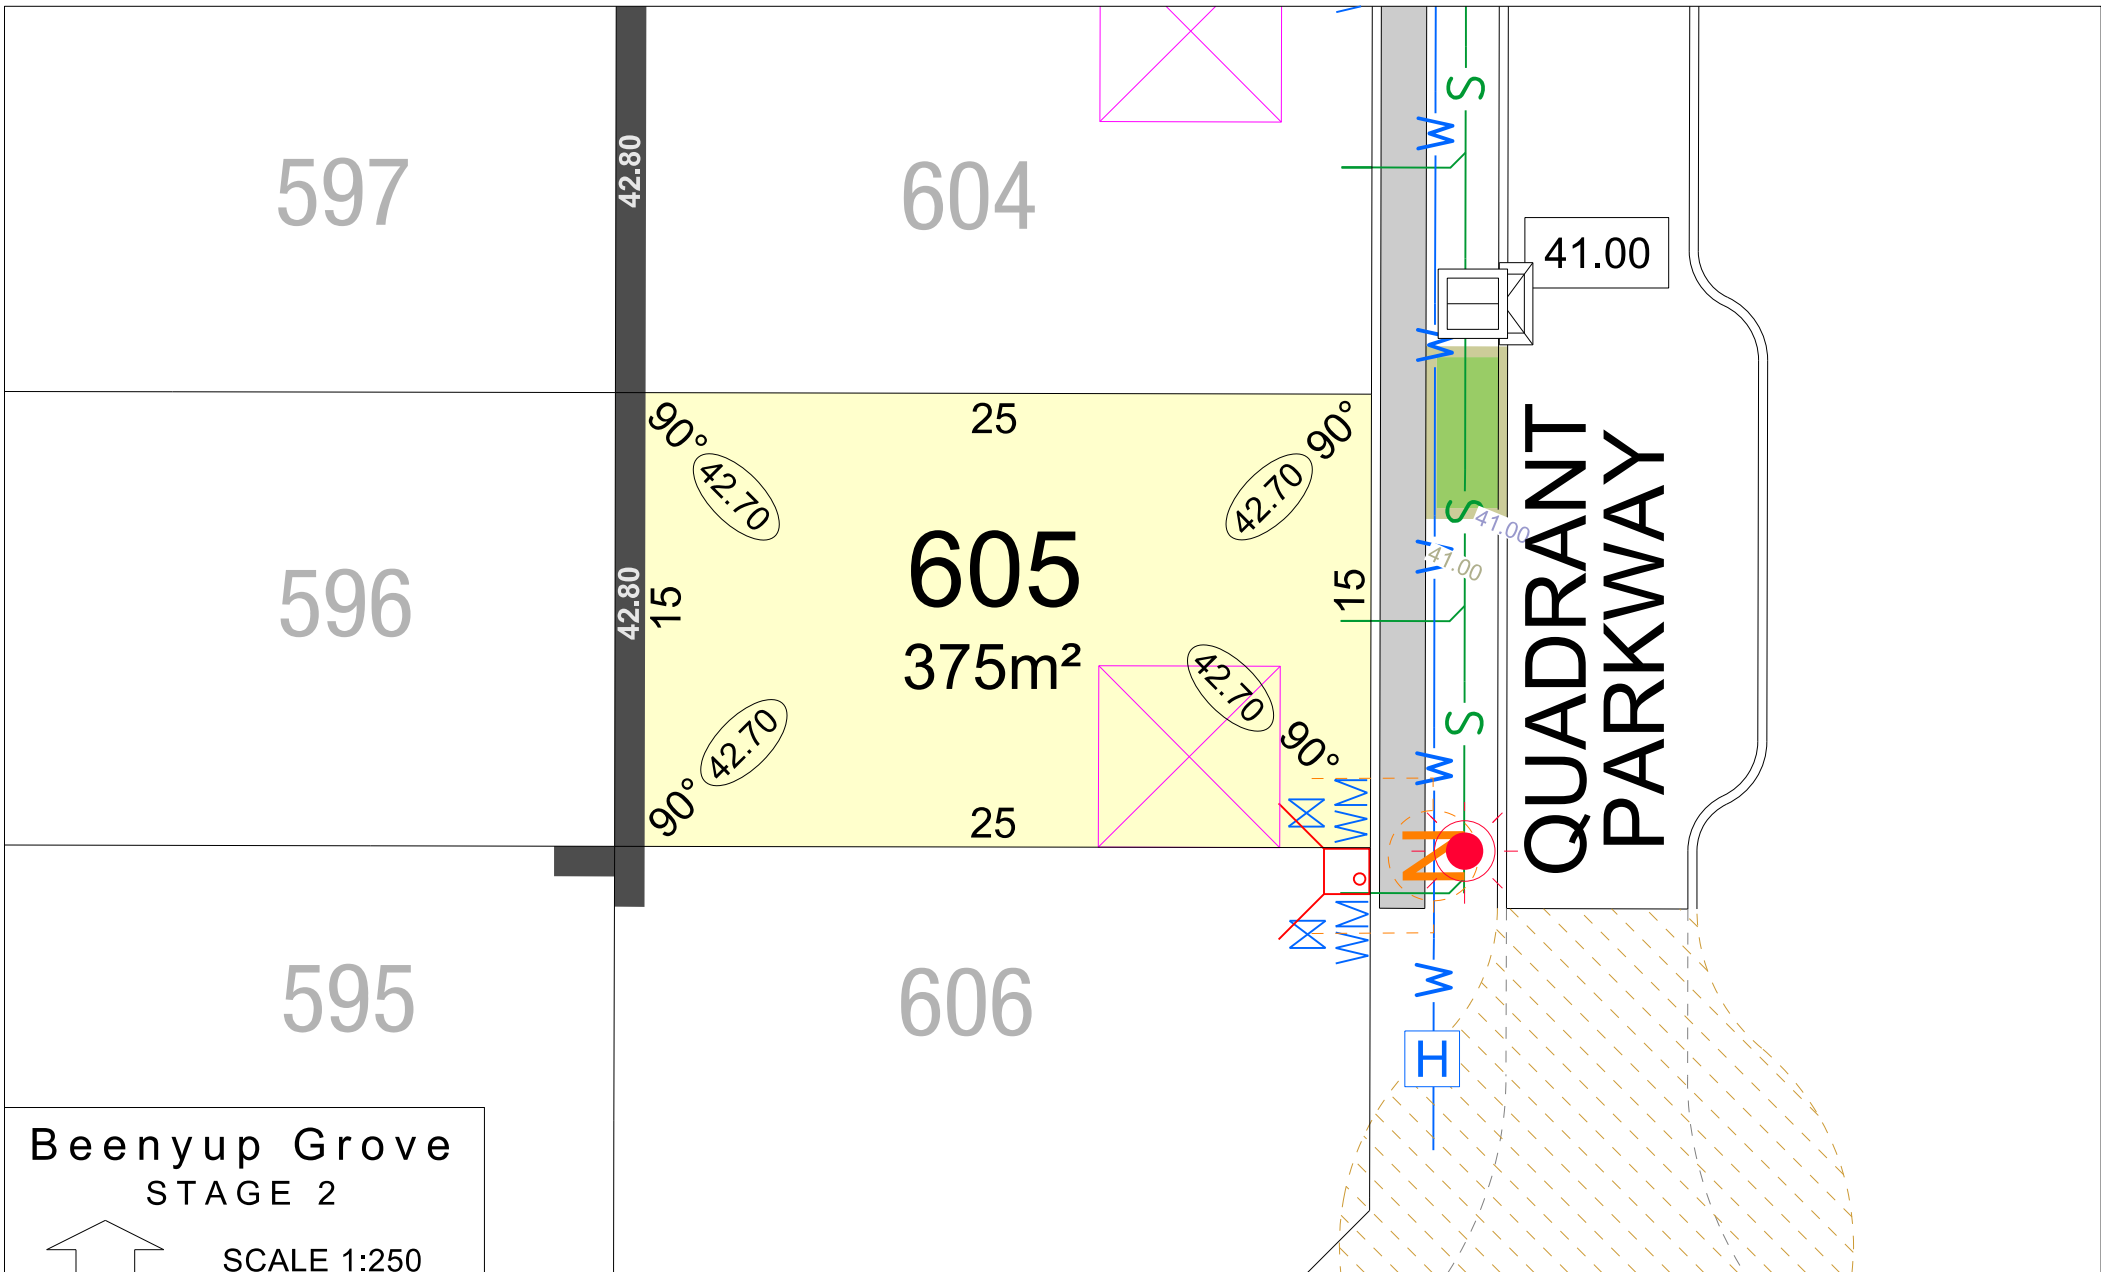 597
42.80
604
W
S
W
41.00
W
90°
25
90°
42.70
42.70
605
S
41.00
W
41.00
QUADRANT
PARKWAY
596
42.80
15
15
375m²
42.70
42.70
S
W
90°
90°
25
WM
N
WM
595
606
W
H
Beenyup Grove
STAGE 2
SCALE 1:250